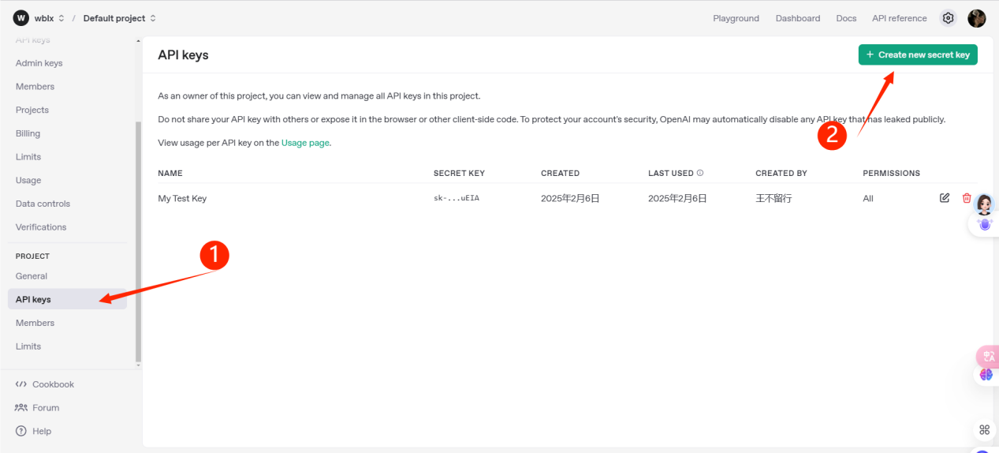 W wblx / Default project
Playground Dashboard Docs API reference
API keys
Admin keys
Members
Projects
Billing
Limits
Usage
Data controls
Verifications
PROJECT
General
API keys
Members
Limits
Cookbook
Forum
Help
API keys
+ Create new secret key
As an owner of this project, you can view and manage all API keys in this project.
Do not share your API key with others or expose it in the browser or other client-side code. To protect your account's security, OpenAI may automatically disable any API key that has leaked publicly.
View usage per API key on the Usage page.
NAME SECRET KEY CREATED LAST USED CREATED BY PERMISSIONS
My Test Key sk-...uEIA 2025年2月6日 2025年2月6日 王不留行 All
1
2
中A